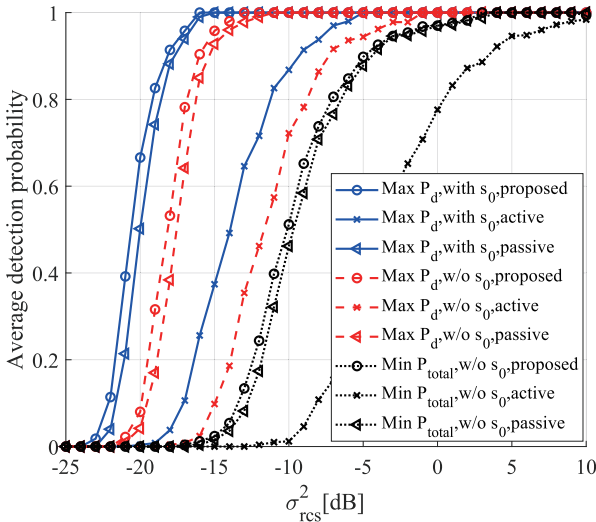 Average detection probability
1
0.8
0.6
0.4
0.2
0
Max P_d,with s_0,proposed
Max P_d,with s_0,active
Max P_d,with s_0,passive
Max P_d,w/o s_0,proposed
Max P_d,w/o s_0,active
Max P_d,w/o s_0,passive
Min P_total,w/o s_0,proposed
Min P_total,w/o s_0,active
Min P_total,w/o s_0,passive
-25 -20 -15 -10 -5 0 5 10
σ²_rcs[dB]